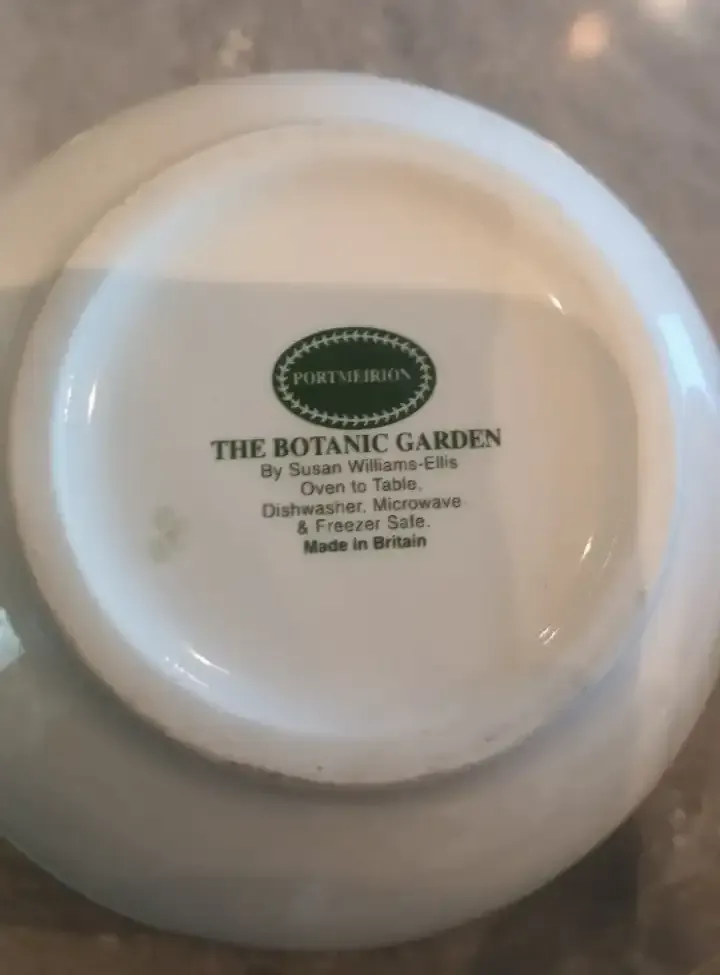 PORTMEIRION
THE BOTANIC GARDEN
By Susan Williams-Ellis
Oven to Table,
Dishwasher, Microwave
& Freezer Safe.
Made in Britain